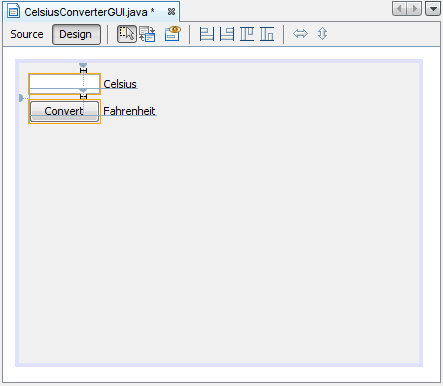 CelsiusConverterGUI.java *
Source Design
Celsius
Convert Fahrenheit